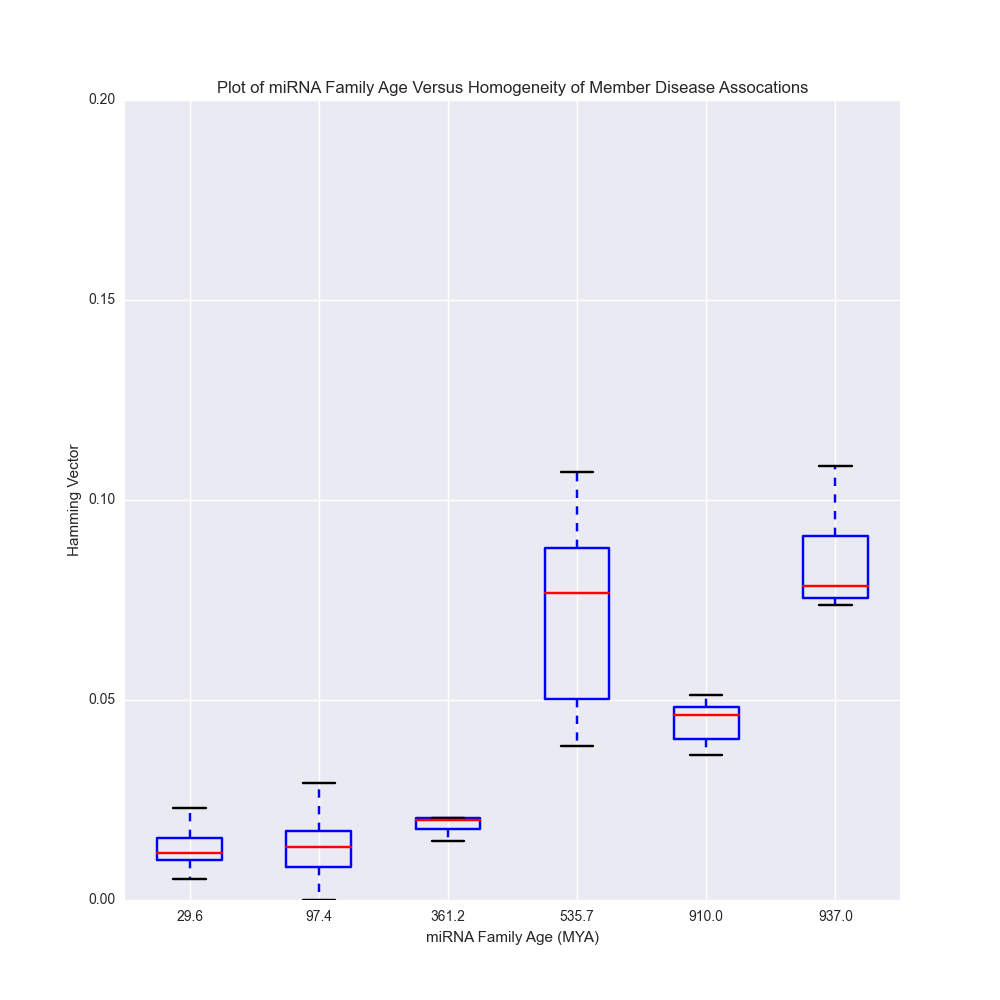 Plot of miRNA Family Age Versus Homogeneity of Member Disease Assocations
0.20
0.15
0.10
0.05
0.00
Hamming Vector
29.6 97.4 361.2 535.7 910.0 937.0
miRNA Family Age (MYA)